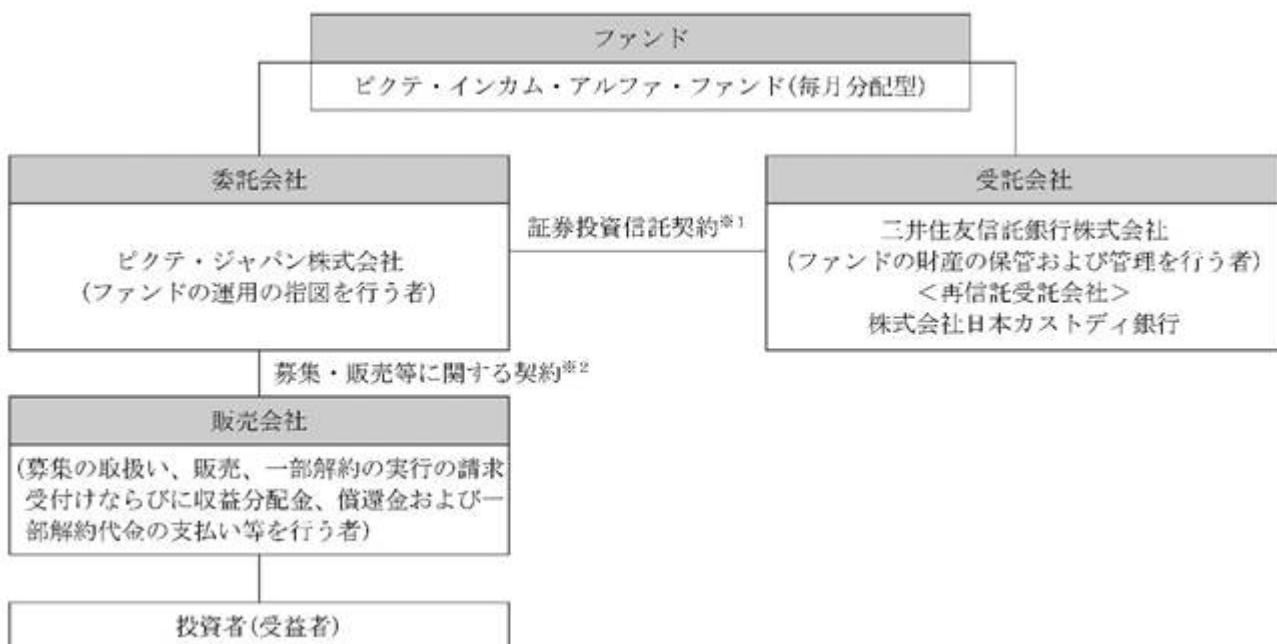 ファンド
ピクテ・インカム・アルファ・ファンド(毎月分配型)
委託会社
受託会社
ピクテ・ジャパン株式会社
(ファンドの運用の指図を行う者)
証券投資信託契約※1
三井住友信託銀行株式会社
(ファンドの財産の保管および管理を行う者)
<再信託受託会社>
株式会社日本カストディ銀行
募集・販売等に関する契約※2
販売会社
(募集の取扱い、販売、一部解約の実行の請求
受付けならびに収益分配金、償還金および一
部解約代金の支払い等を行う者)
投資者(受益者)